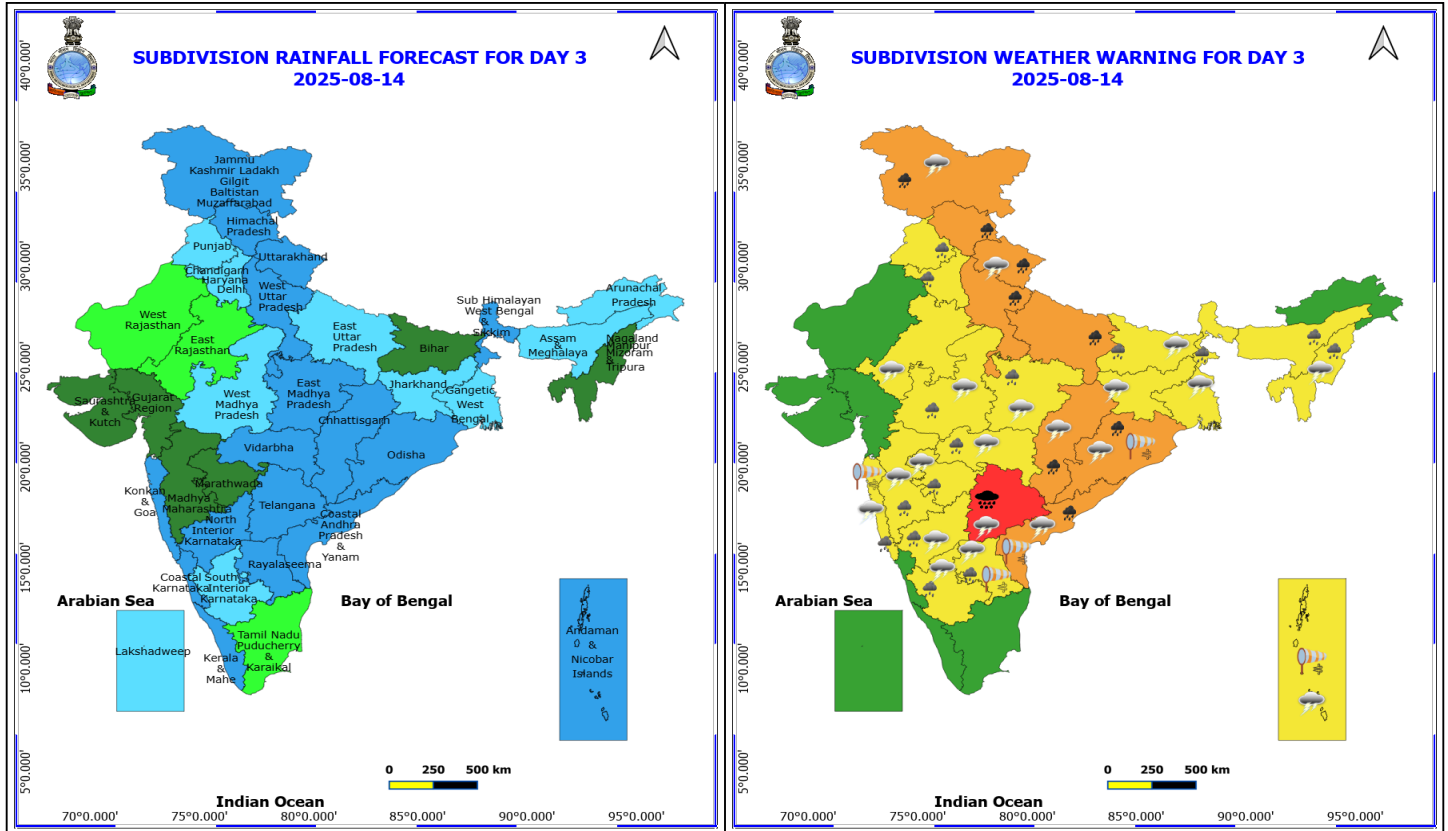 SUBDIVISION RAINFALL FORECAST FOR DAY 3
2025-08-14
40°0.000'
35°0.000'
30°0.000'
25°0.000'
20°0.000'
15°0.000'
10°0.000'
5°0.000'
Jammu
Kashmir Ladakh
Gilgit
Baltistan
Muzaffarabad
Himachal
Pradesh
Punjab
Uttarakhand
Chandigarh
Haryana
Delhi
West
Uttar
Pradesh
West
Rajasthan
East
Rajasthan
East
Uttar
Pradesh
Bihar
Sub Himalayan
West Bengal
&
Sikkim
Arunachal
Pradesh
Assam
&
Meghalaya
Nagaland
Manipur
Mizoram
&
Tripura
Jharkhand
Gangetic
West
Bengal
Saurashtra
&
Kutch
Gujarat
Region
West
Madhya
Pradesh
East
Madhya
Pradesh
Chhattisgarh
Odisha
Vidarbha
Konkan
&
Goa
Madhya
Maharashtra
Marathwada
Telangana
North
Interior
Karnataka
Coastal
Andhra
Pradesh
&
Yanam
Rayalaseema
Coastal
Karnataka
South
Interior
Karnataka
Tamil Nadu
Puducherry
&
Karaikal
Kerala
&
Mahe
Lakshadweep
Andaman
&
Nicobar
Islands
Arabian Sea
Bay of Bengal
Indian Ocean
0 250 500 km
70°0.000' 75°0.000' 80°0.000' 85°0.000' 90°0.000' 95°0.000'
SUBDIVISION WEATHER WARNING FOR DAY 3
2025-08-14
40°0.000'
35°0.000'
30°0.000'
25°0.000'
20°0.000'
15°0.000'
10°0.000'
5°0.000'
Arabian Sea
Bay of Bengal
Indian Ocean
0 250 500 km
70°0.000' 75°0.000' 80°0.000' 85°0.000' 90°0.000' 95°0.000'